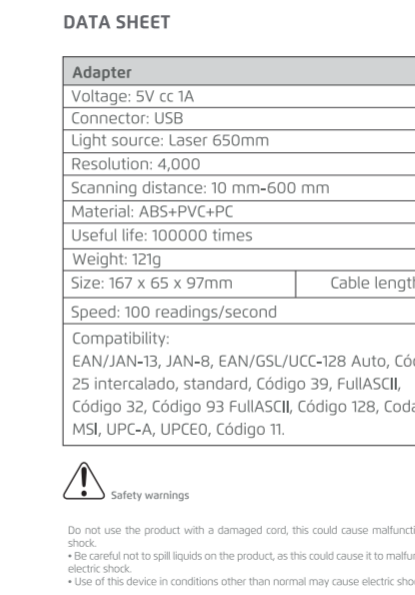 DATA SHEET
Adapter
Voltage: 5V cc 1A
Connector: USB
Light source: Laser 650mm
Resolution: 4,000
Scanning distance: 10 mm-600 mm
Material: ABS+PVC+PC
Useful life: 100000 times
Weight: 121g
Size: 167 x 65 x 97mm Cable length
Speed: 100 readings/second
Compatibility:
EAN/JAN-13, JAN-8, EAN/GSL/UCC-128 Auto, Cód
25 intercalado, standard, Código 39, FullASCII,
Código 32, Código 93 FullASCII, Código 128, Coda
MSI, UPC-A, UPCE0, Código 11.
Safety warnings
Do not use the product with a damaged cord, this could cause malfuncti
shock.
• Be careful not to spill liquids on the product, as this could cause it to malfun
electric shock.
• Use of this device in conditions other than normal may cause electric shoc